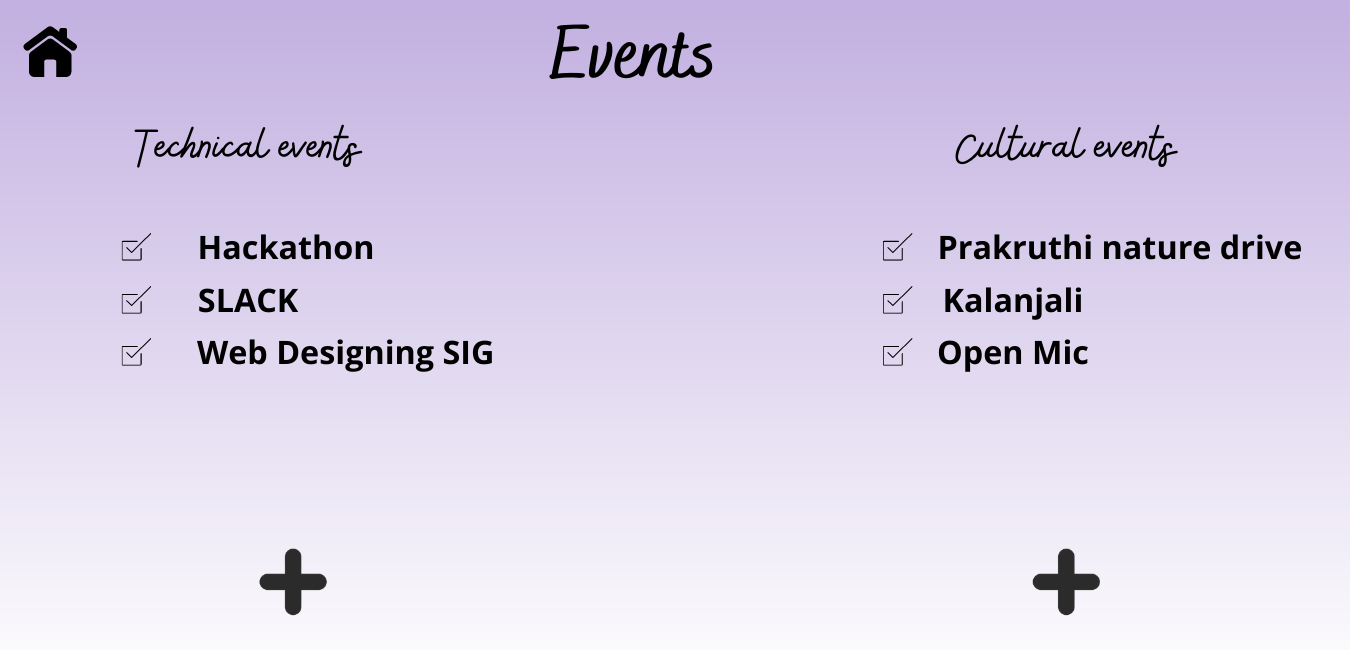 Events
Technical events
Hackathon
SLACK
Web Designing SIG
Cultural events
Prakruthi nature drive
Kalanjali
Open Mic